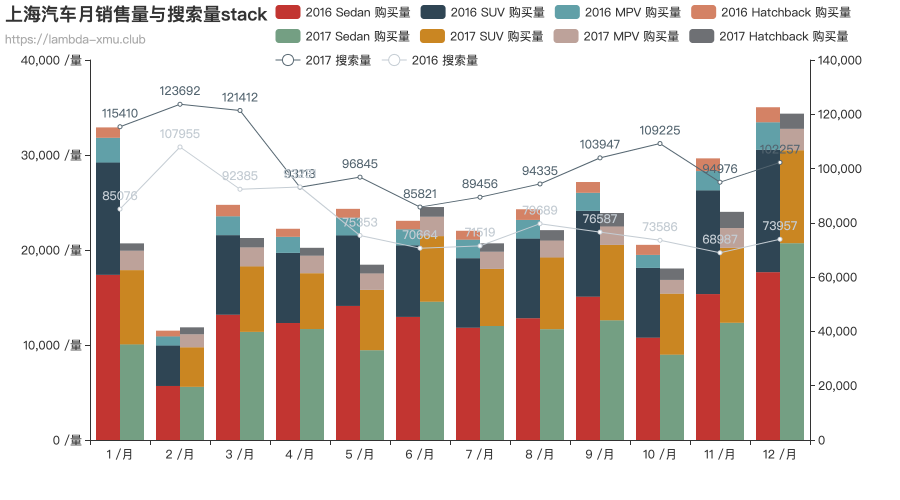 上海汽车月销售量与搜索量stack
https://lambda-xmu.club
2016 Sedan 购买量 2016 SUV 购买量 2016 MPV 购买量 2016 Hatchback 购买量
2017 Sedan 购买量 2017 SUV 购买量 2017 MPV 购买量 2017 Hatchback 购买量
2017 搜索量 2016 搜索量
40,000 /量
30,000 /量
20,000 /量
10,000 /量
0 /量
140,000
120,000
100,000
80,000
60,000
40,000
20,000
0
115410 123692 121412 96845 85821 89456 94335 103947 109225 94976 102257
85076 107955 92385 75353 70664 71519 79689 76587 73586 68987 73957
1 /月 2 /月 3 /月 4 /月 5 /月 6 /月 7 /月 8 /月 9 /月 10 /月 11 /月 12 /月